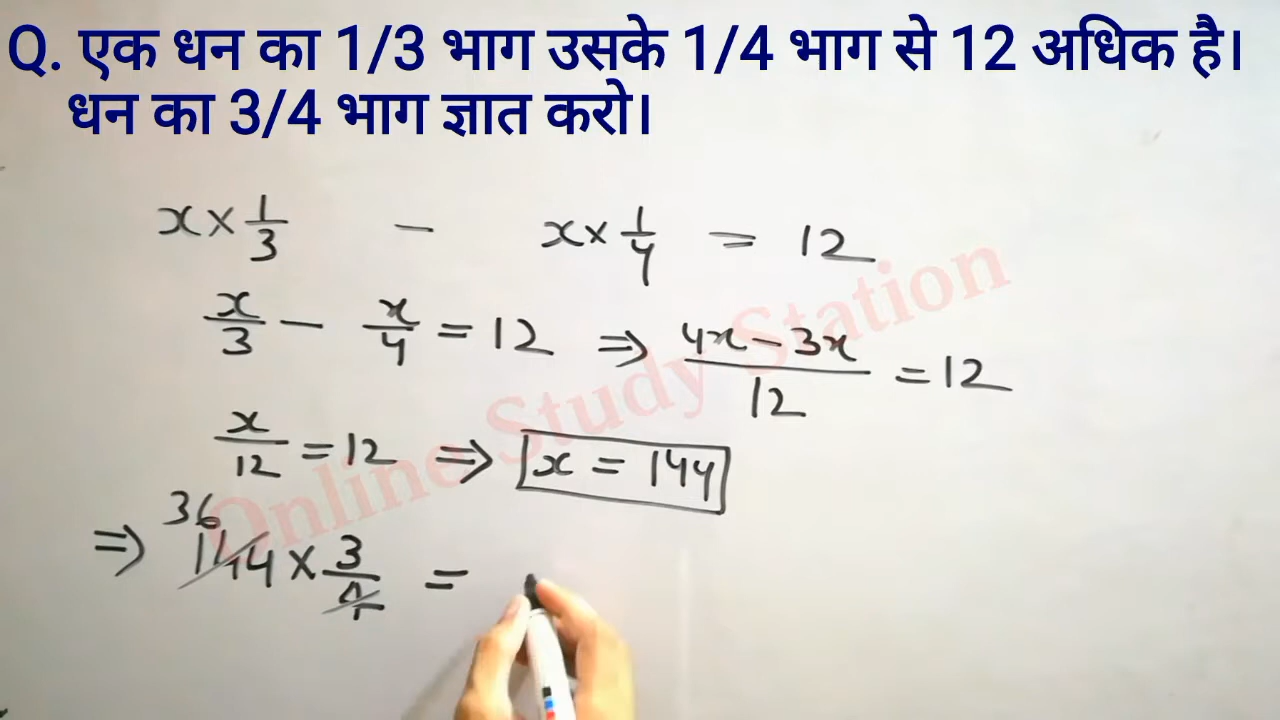 Q. एक धन का 1/3 भाग उसके 1/4 भाग से 12 अधिक है।
धन का 3/4 भाग ज्ञात करो।
x × 1/3 - x × 1/4 = 12
x/3 - x/4 = 12 ⇒ (4x - 3x)/12 = 12
x/12 = 12 ⇒ x = 144
36
⇒ 144 × 3/4 =
Online Study Station